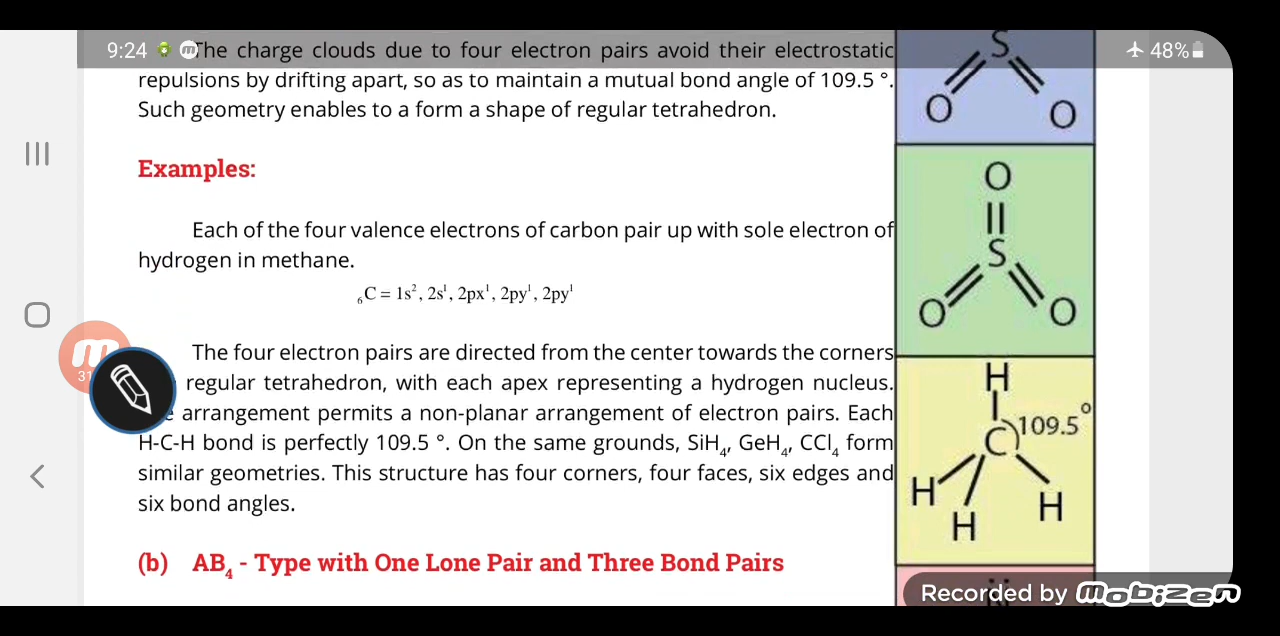 9:24
48%
The charge clouds due to four electron pairs avoid their electrostatic
repulsions by drifting apart, so as to maintain a mutual bond angle of 109.5 °.
Such geometry enables to a form a shape of regular tetrahedron.
Examples:
Each of the four valence electrons of carbon pair up with sole electron of
hydrogen in methane.
₆C = 1s², 2s¹, 2px¹, 2py¹, 2py¹
The four electron pairs are directed from the center towards the corners
regular tetrahedron, with each apex representing a hydrogen nucleus.
arrangement permits a non-planar arrangement of electron pairs. Each
H-C-H bond is perfectly 109.5 °. On the same grounds, SiH₄, GeH₄, CCl₄ form
similar geometries. This structure has four corners, four faces, six edges and
six bond angles.
(b) AB₄ - Type with One Lone Pair and Three Bond Pairs
S
O O
O
S
O O
H
109.5°
C
H H
H
Recorded by Mobizen